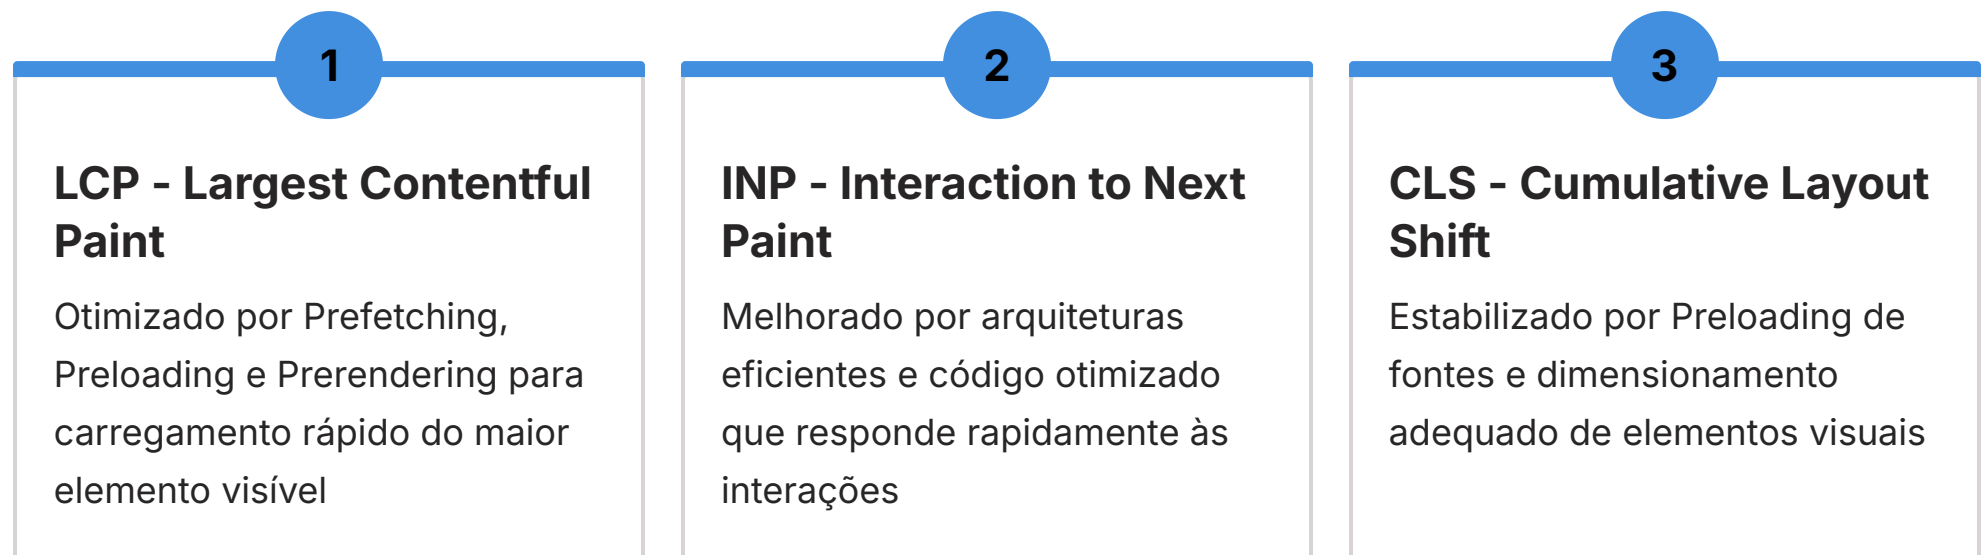 1
LCP - Largest Contentful
Paint
Otimizado por Prefetching,
Preloading e Prerendering para
carregamento rápido do maior
elemento visível
2
INP - Interaction to Next
Paint
Melhorado por arquiteturas
eficientes e código otimizado
que responde rapidamente às
interações
3
CLS - Cumulative Layout
Shift
Estabilizado por Preloading de
fontes e dimensionamento
adequado de elementos visuais